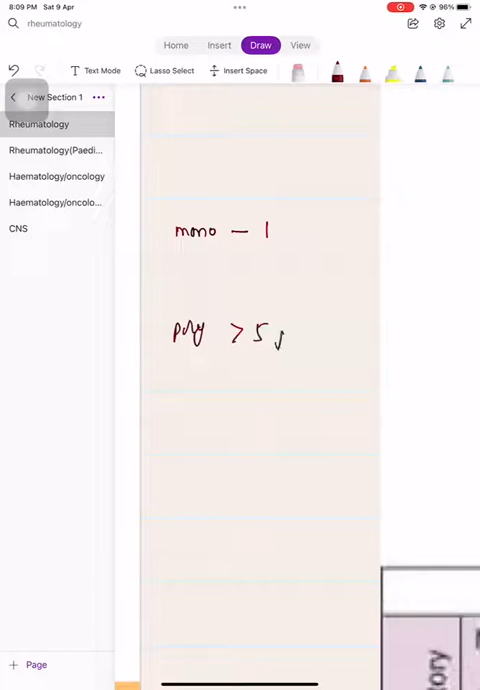 8:09 PM Sat 9 Apr
96%
rheumatology
Home Insert Draw View
Text Mode Lasso Select Insert Space
New Section 1
Rheumatology
Rheumatology(Paedi...
Haematology/oncology
Haematology/oncolo...
CNS
mono - 1
poly > 5
tory
+ Page